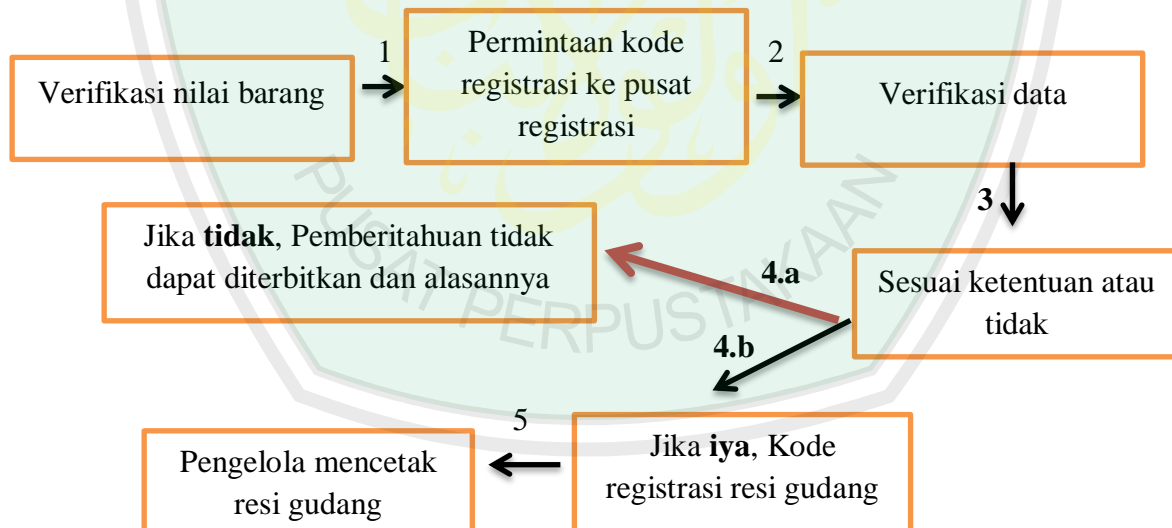 Verifikasi nilai barang
1
Permintaan kode
registrasi ke pusat
registrasi
2
Verifikasi data
3
Sesuai ketentuan atau
tidak
4.a
Jika tidak, Pemberitahuan tidak
dapat diterbitkan dan alasannya
4.b
Jika iya, Kode
registrasi resi gudang
5
Pengelola mencetak
resi gudang
PUSAT PERPUSTAKAAN